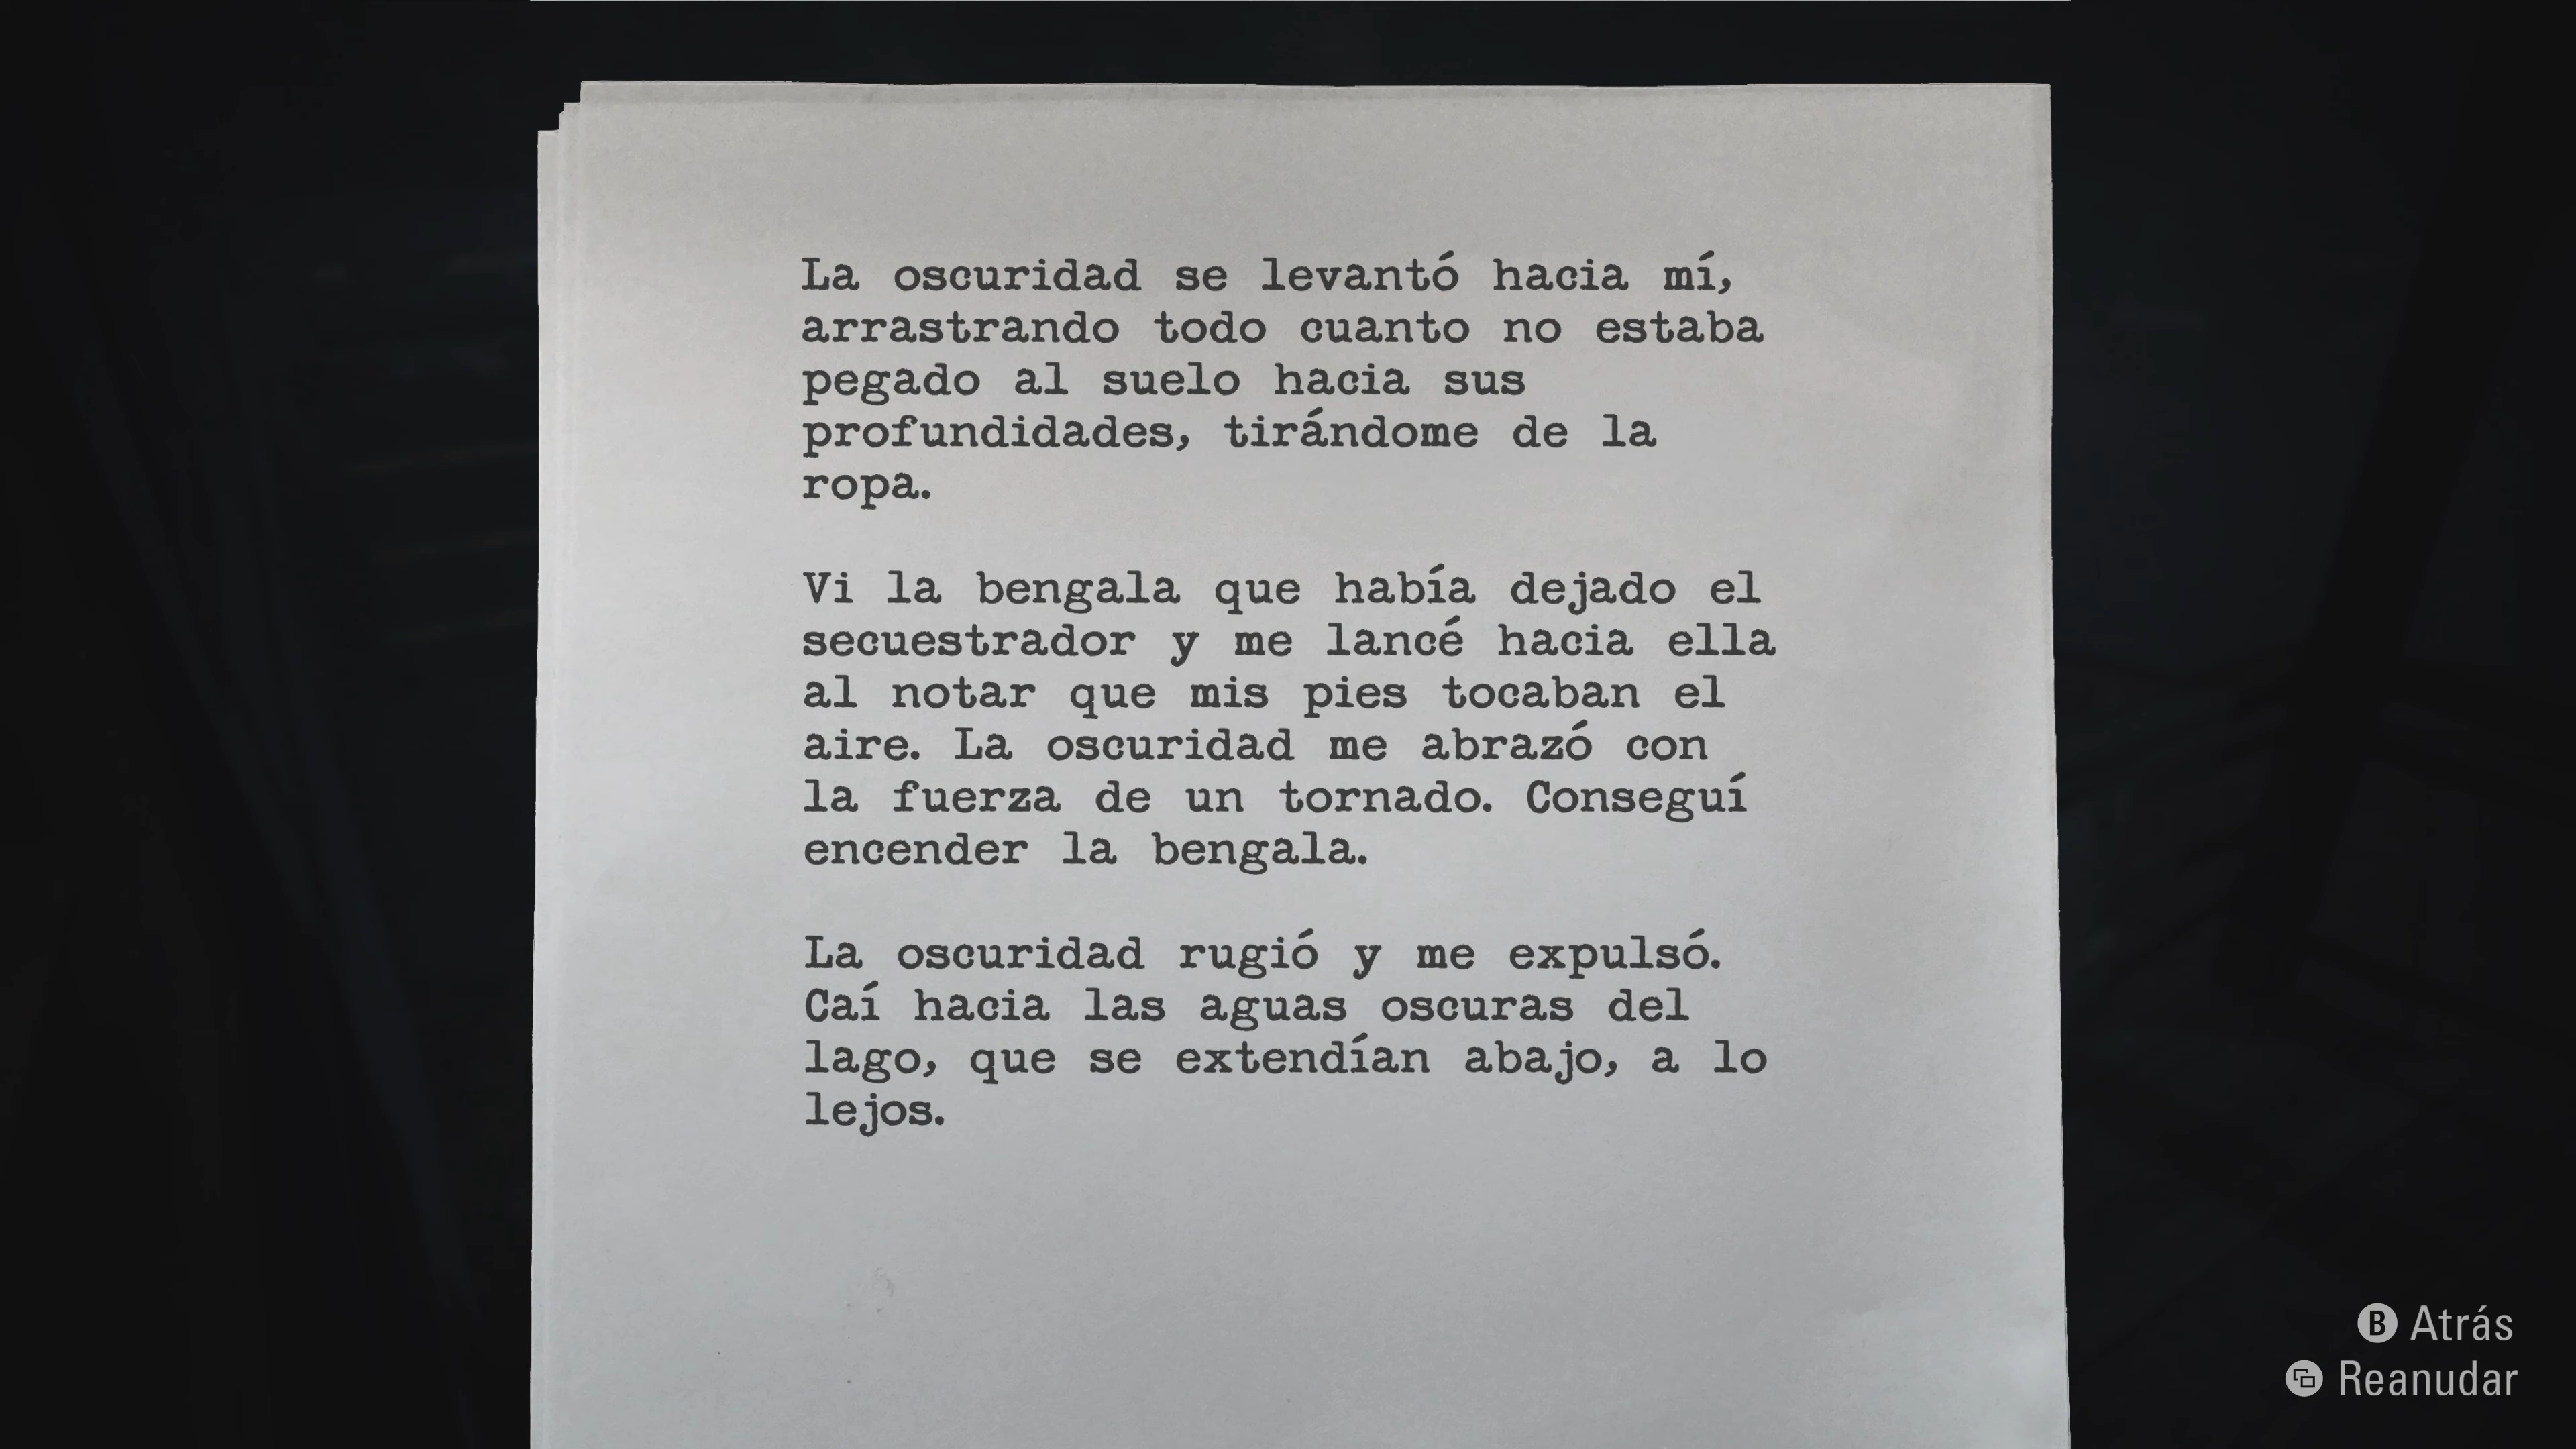 La oscuridad se levantó hacia mí,
arrastrando todo cuanto no estaba
pegado al suelo hacia sus
profundidades, tirándome de la
ropa.
Vi la bengala que había dejado el
secuestrador y me lancé hacia ella
al notar que mis pies tocaban el
aire. La oscuridad me abrazó con
la fuerza de un tornado. Conseguí
encender la bengala.
La oscuridad rugió y me expulsó.
Caí hacia las aguas oscuras del
lago, que se extendían abajo, a lo
lejos.
B Atrás
Reanudar